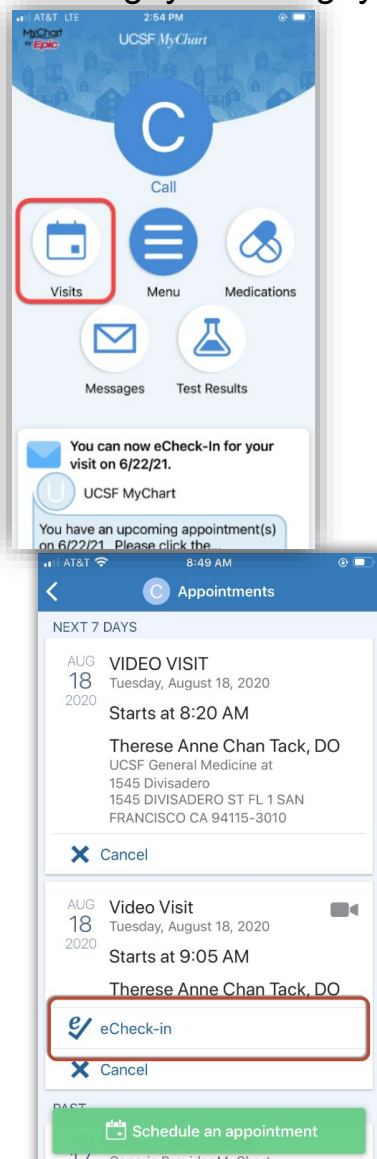 AT&T LTE 2:54 PM
MyChart
by Epic
UCSF MyChart
C
Call
Visits Menu Medications
Messages Test Results
You can now eCheck-In for your
visit on 6/22/21.
U UCSF MyChart
You have an upcoming appointment(s)
on 6/22/21. Please click the...
AT&T 8:49 AM
C Appointments
NEXT 7 DAYS
AUG
18
2020
VIDEO VISIT
Tuesday, August 18, 2020
Starts at 8:20 AM
Therese Anne Chan Tack, DO
UCSF General Medicine at
1545 Divisadero
1545 DIVISADERO ST FL 1 SAN
FRANCISCO CA 94115-3010
Cancel
AUG
18
2020
Video Visit
Tuesday, August 18, 2020
Starts at 9:05 AM
Therese Anne Chan Tack, DO
eCheck-in
Cancel
PAST
Schedule an appointment